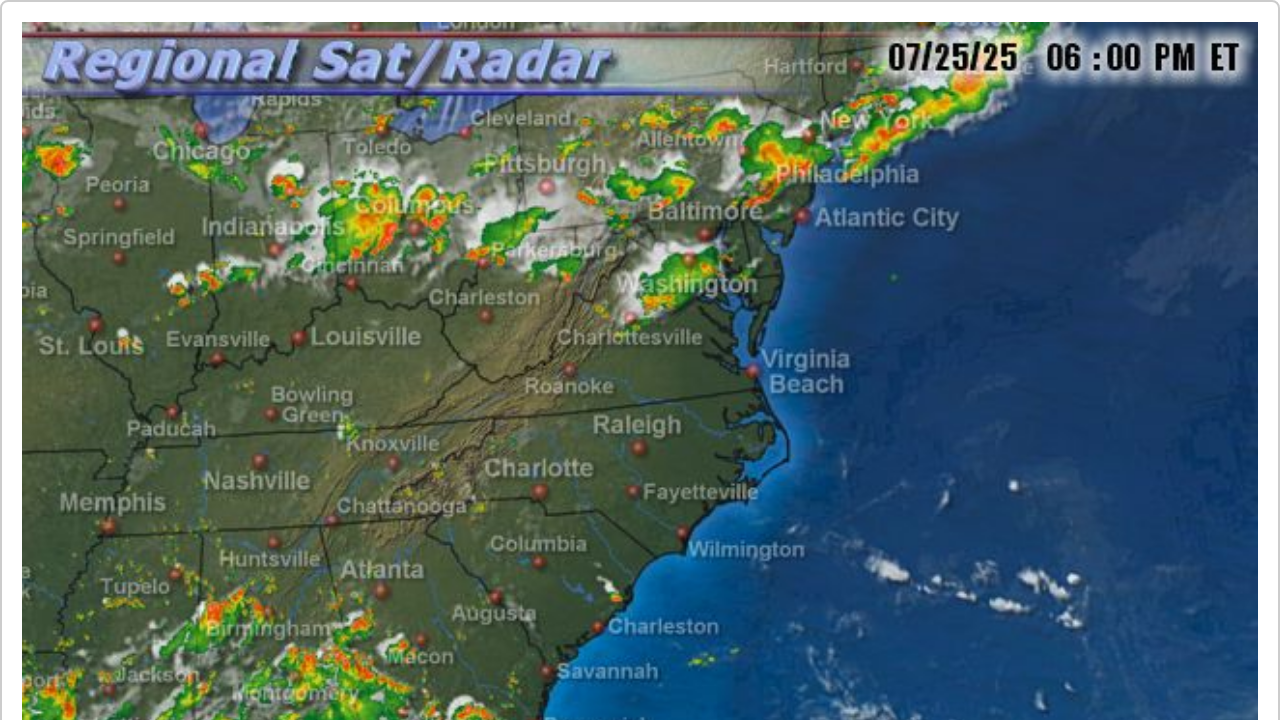 London
Boston
Regional Sat/Radar
07/25/25 06 :00 PM ET
Hartford
Rapids
Cleveland
New York
Chicago
Toledo
Allentown
Pittsburgh
Philadelphia
Peoria
Columbus
Baltimore
Atlantic City
Indianapolis
Springfield
Parkersburg
Cincinnati
Washington
Charleston
St. Louis
Evansville
Louisville
Charlottesville
Virginia
Beach
Roanoke
Bowling
Green
Paducah
Knoxville
Raleigh
Nashville
Charlotte
Memphis
Chattanooga
Fayetteville
Huntsville
Columbia
Wilmington
Tupelo
Atlanta
Augusta
Birmingham
Charleston
Macon
Jackson
Savannah
Montgomery